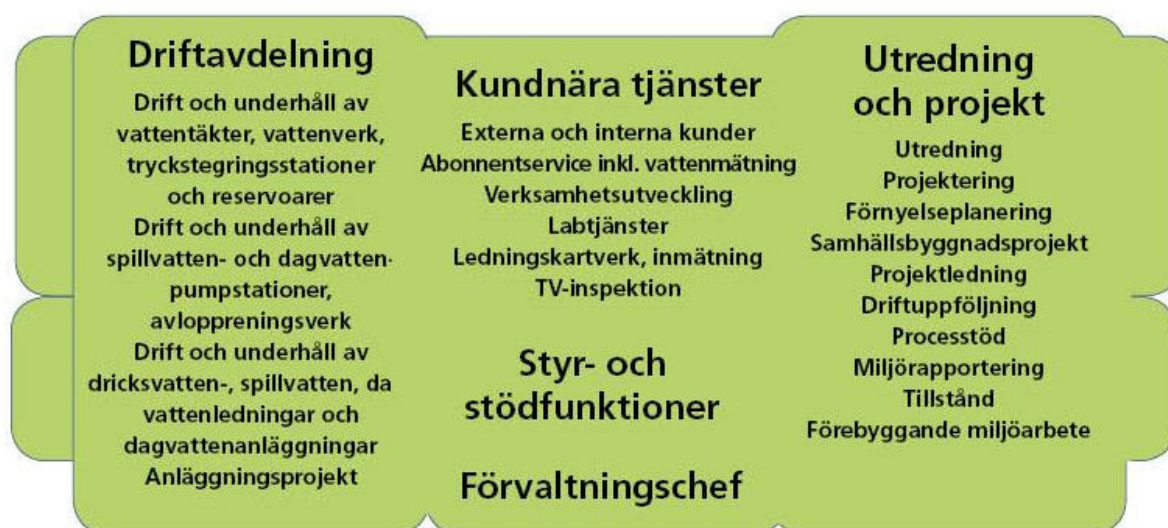 Driftavdelning
Drift och underhåll av
vattentäkter, vattenverk,
tryckstegringsstationer
och reservoarer
Drift och underhåll av
spillvatten- och dagvatten-
pumpstationer,
avloppreningsverk
Drift och underhåll av
dricksvatten-, spillvatten, da
vattenledningar och
dagvattenanläggningar
Anläggningsprojekt
Kundnära tjänster
Externa och interna kunder
Abonnentservice inkl. vattenmätning
Verksamhetsutveckling
Labtjänster
Ledningskartverk, inmätning
TV-inspektion
Styr- och
stödfunktioner
Förvaltningschef
Utredning
och projekt
Utredning
Projektering
Förnyelseplanering
Samhällsbyggnadsprojekt
Projektledning
Driftuppföljning
Processtöd
Miljörapportering
Tillstånd
Förebyggande miljöarbete